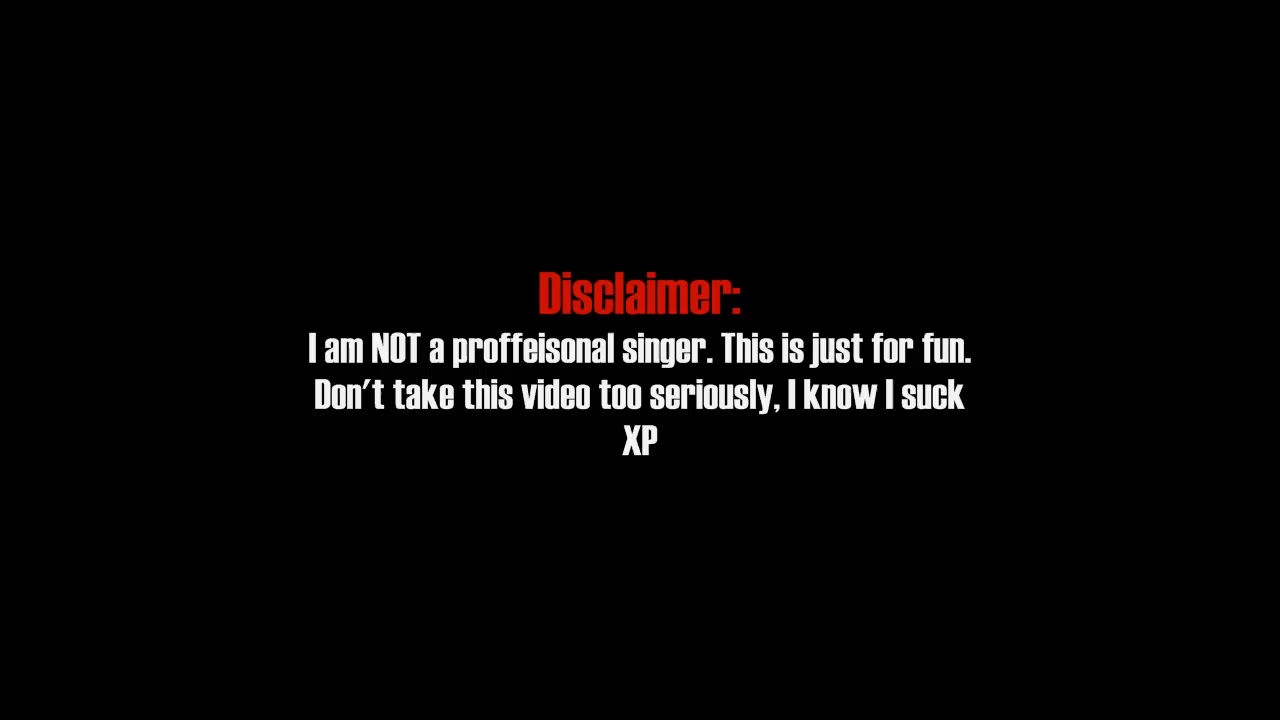 Disclaimer:
I am NOT a proffeisonal singer. This is just for fun.
Don't take this video too seriously, I know I suck
XP